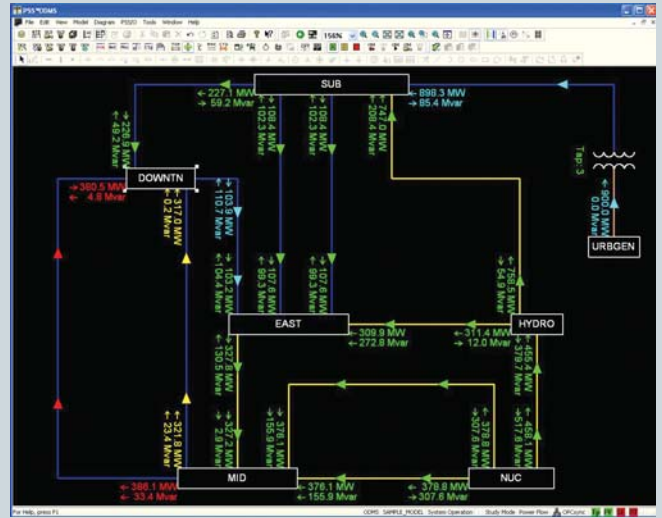 PSS™ODMS
File Edit View Model Diagram PSS/O Tools Window Help
156%
SUB
← 227.1 MW
→ 59.2 Mvar
← 898.3 MW
→ 85.4 Mvar
↓ 108.4 MW
← 102.3 Mvar
↓ 108.4 MW
← 102.3 Mvar
747.0 MW
208.4 Mvar
226.9 MW
49.2 Mvar
DOWNTN
→ 360.5 MW
← 4.8 Mvar
317.0 MW
0.2 Mvar
103.9 MW
110.7 Mvar
Tap: 3
900.0 MW
0.0 Mvar
URBGEN
103.2 MW
104.4 Mvar
107.6 MW
99.3 Mvar
107.6 MW
99.3 Mvar
758.5 MW
54.9 Mvar
EAST
HYDRO
← 309.9 MW
← 272.8 Mvar
← 311.4 MW
→ 12.0 Mvar
327.8 MW
130.5 Mvar
455.4 MW
379.7 Mvar
321.8 MW
23.4 Mvar
327.2 MW
2.9 Mvar
376.1 MW
155.9 Mvar
378.8 MW
307.6 Mvar
458.1 MW
517.6 Mvar
MID
NUC
← 386.1 MW
← 33.4 Mvar
← 376.1 MW
← 155.9 Mvar
← 378.8 MW
→ 307.6 Mvar
For Help, press F1
ODMS SAMPLE_MODEL System Operation Study Mode Power Flow OPCsync